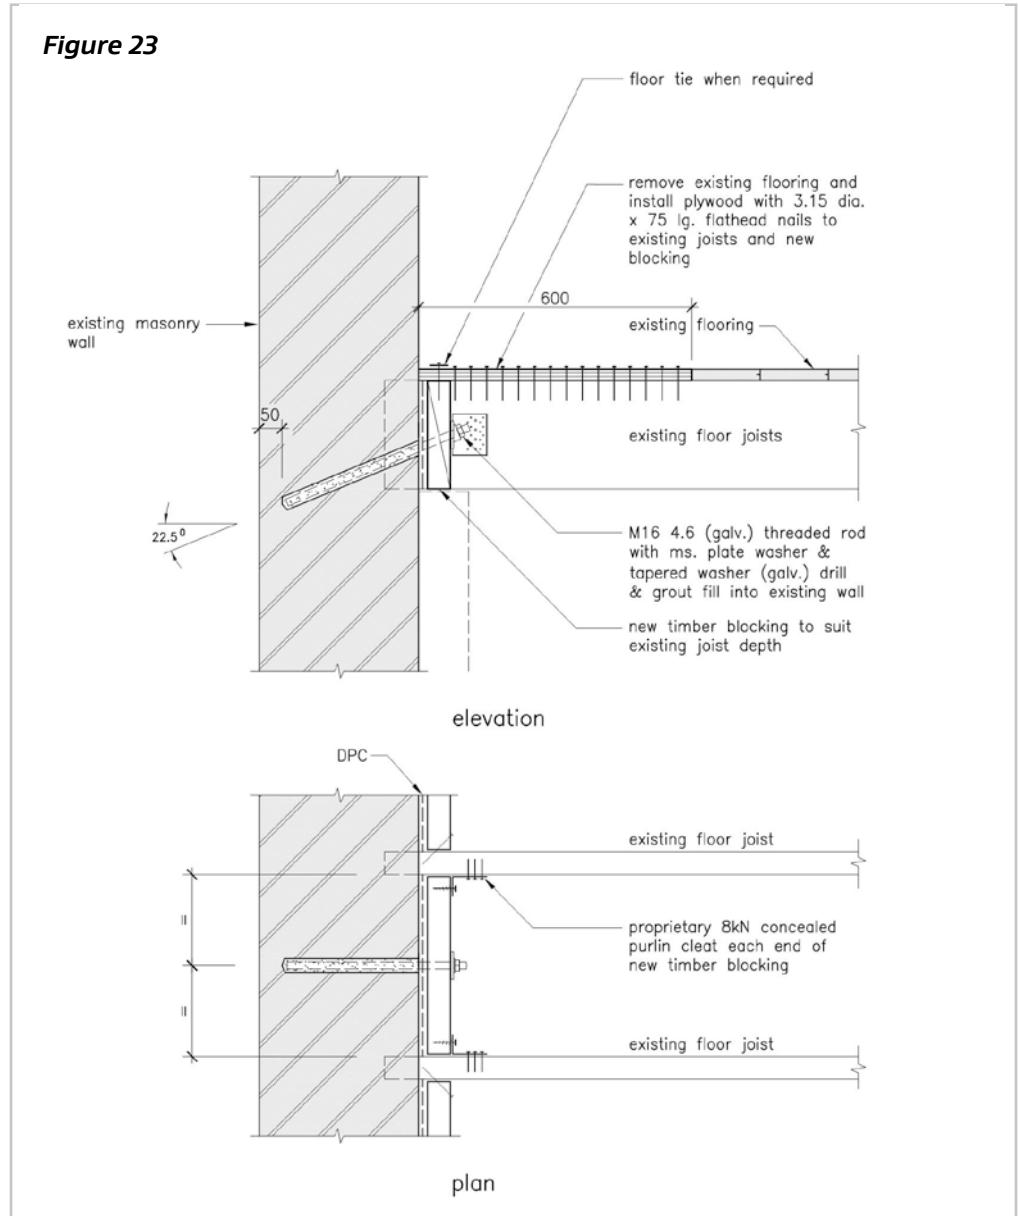 Figure 23
floor tie when required
remove existing flooring and
install plywood with 3.15 dia.
x 75 lg. flathead nails to
existing joists and new
blocking
600
existing masonry
wall
existing flooring
50
existing floor joists
22.5⁰
M16 4.6 (galv.) threaded rod
with ms. plate washer &
tapered washer (galv.) drill
& grout fill into existing wall
new timber blocking to suit
existing joist depth
elevation
DPC
existing floor joist
=
proprietary 8kN concealed
purlin cleat each end of
new timber blocking
=
existing floor joist
plan